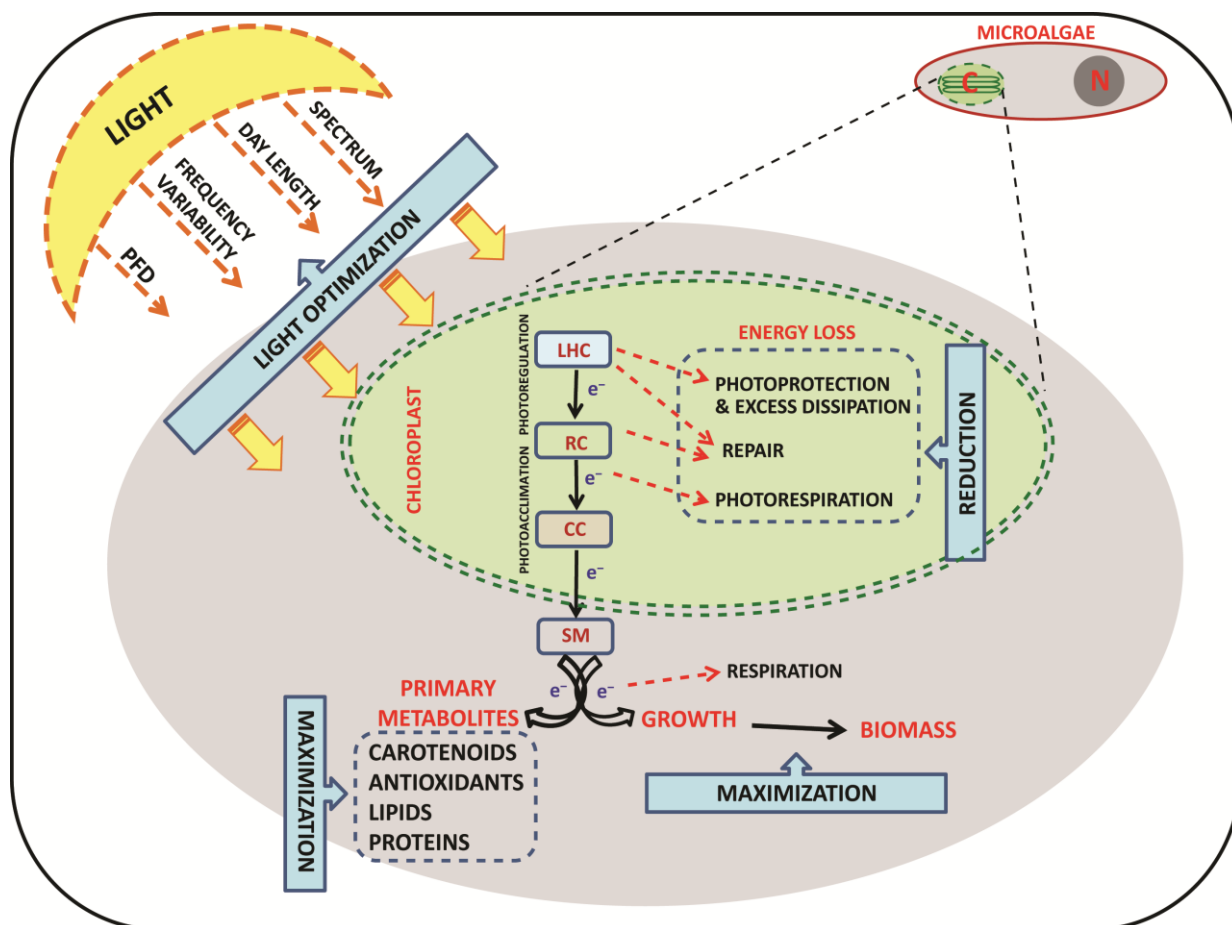 MICROALGAE
C
N
LIGHT
SPECTRUM
DAY LENGTH
FREQUENCY
VARIABILITY
PFD
LIGHT OPTIMIZATION
CHLOROPLAST
PHOTOREGULATION
PHOTOACCLIMATION
LHC
e⁻
RC
e⁻
CC
e⁻
SM
ENERGY LOSS
PHOTOPROTECTION
& EXCESS DISSIPATION
REPAIR
PHOTORESPIRATION
REDUCTION
e⁻
e⁻
RESPIRATION
PRIMARY
METABOLITES
GROWTH
BIOMASS
CAROTENOIDS
ANTIOXIDANTS
LIPIDS
PROTEINS
MAXIMIZATION
MAXIMIZATION